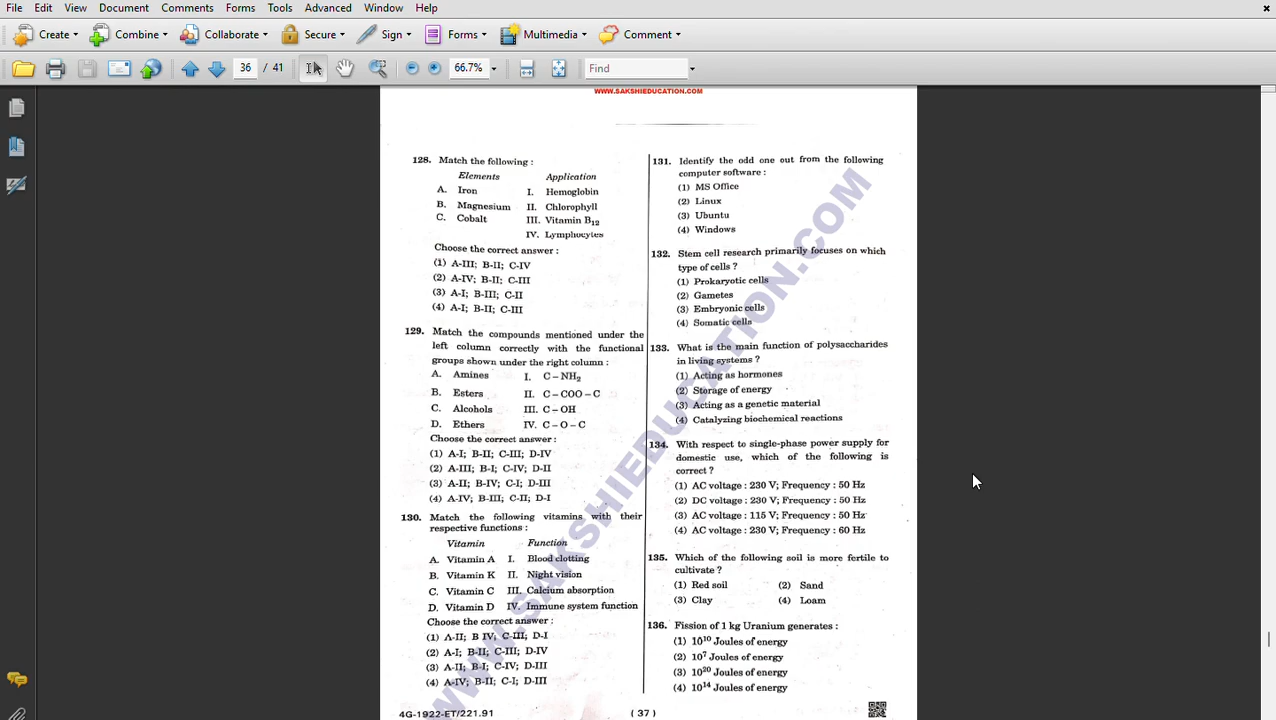 File Edit View Document Comments Forms Tools Advanced Window Help
Create Combine Collaborate Secure Sign Forms Multimedia Comment
36 / 41 66.7% Find
WWW.SAKSHIEDUCATION.COM
128. Match the following :
Elements Application
A. Iron I. Hemoglobin
B. Magnesium II. Chlorophyll
C. Cobalt III. Vitamin B12
IV. Lymphocytes
Choose the correct answer :
(1) A-III; B-II; C-IV
(2) A-IV; B-II; C-III
(3) A-I; B-III; C-II
(4) A-I; B-II; C-III
129. Match the compounds mentioned under the
left column correctly with the functional
groups shown under the right column :
A. Amines I. C – NH2
B. Esters II. C – COO – C
C. Alcohols III. C – OH
D. Ethers IV. C – O – C
Choose the correct answer :
(1) A-I; B-II; C-III; D-IV
(2) A-III; B-I; C-IV; D-II
(3) A-II; B-IV; C-I; D-III
(4) A-IV; B-III; C-II; D-I
130. Match the following vitamins with their
respective functions :
Vitamin Function
A. Vitamin A I. Blood clotting
B. Vitamin K II. Night vision
C. Vitamin C III. Calcium absorption
D. Vitamin D IV. Immune system function
Choose the correct answer :
(1) A-II; B IV; C-III; D-I
(2) A-I; B-II; C-III; D-IV
(3) A-II; B-I; C-IV; D-III
(4) A-IV; B-II; C-I; D-III
131. Identify the odd one out from the following
computer software :
(1) MS Office
(2) Linux
(3) Ubuntu
(4) Windows
132. Stem cell research primarily focuses on which
type of cells ?
(1) Prokaryotic cells
(2) Gametes
(3) Embryonic cells
(4) Somatic cells
133. What is the main function of polysaccharides
in living systems ?
(1) Acting as hormones
(2) Storage of energy
(3) Acting as a genetic material
(4) Catalyzing biochemical reactions
134. With respect to single-phase power supply for
domestic use, which of the following is
correct ?
(1) AC voltage : 230 V; Frequency : 50 Hz
(2) DC voltage : 230 V; Frequency : 50 Hz
(3) AC voltage : 115 V; Frequency : 50 Hz
(4) AC voltage : 230 V; Frequency : 60 Hz
135. Which of the following soil is more fertile to
cultivate ?
(1) Red soil (2) Sand
(3) Clay (4) Loam
136. Fission of 1 kg Uranium generates :
(1) 10^10 Joules of energy
(2) 10^7 Joules of energy
(3) 10^20 Joules of energy
(4) 10^14 Joules of energy
4G-1922-ET/221.91 ( 37 )
WWW.SAKSHIEDUCATION.COM